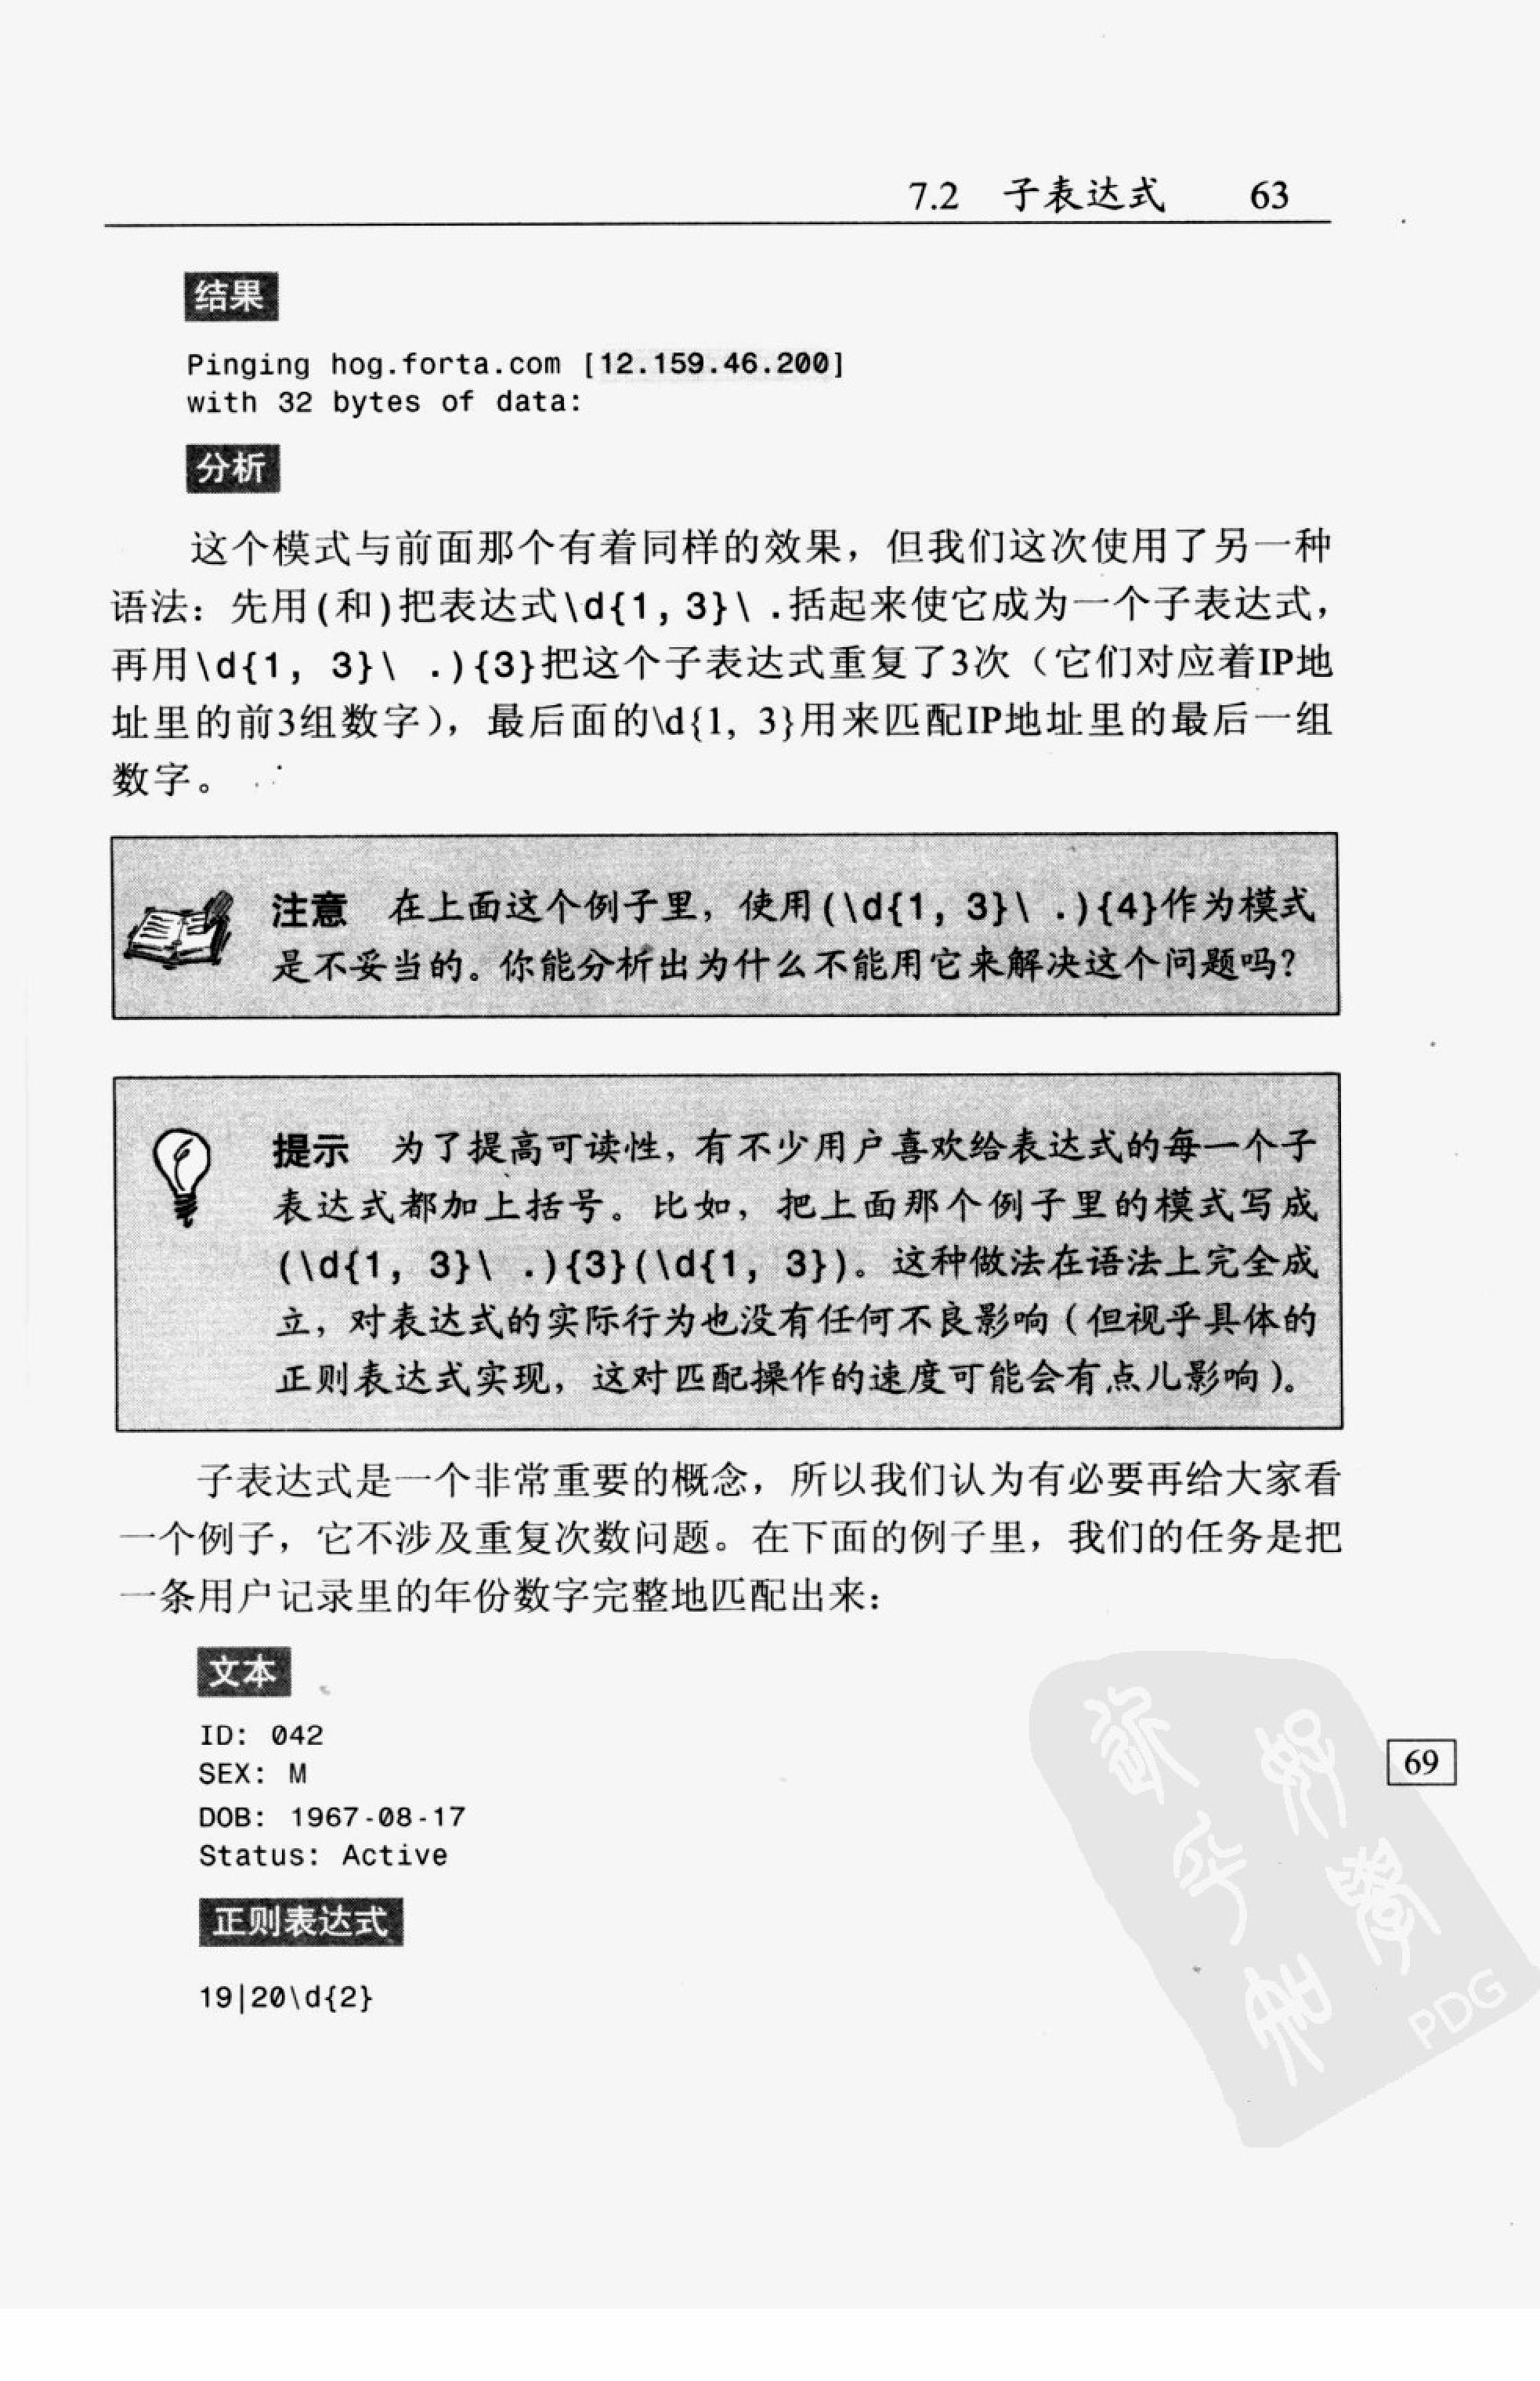 7.2 子表达式 63
结果
Pinging hog.forta.com [12.159.46.200]
with 32 bytes of data:
分析
这个模式与前面那个有着同样的效果，但我们这次使用了另一种
语法：先用(和)把表达式\d{1,3}\ .括起来使它成为一个子表达式，
再用\d{1, 3}\ .){3}把这个子表达式重复了3次（它们对应着IP地
址里的前3组数字），最后面的\d{1, 3}用来匹配IP地址里的最后一组
数字。
注意 在上面这个例子里，使用(\d{1, 3}\ .){4}作为模式
是不妥当的。你能分析出为什么不能用它来解决这个问题吗？
提示 为了提高可读性，有不少用户喜欢给表达式的每一个子
表达式都加上括号。比如，把上面那个例子里的模式写成
(\d{1, 3}\ .){3}(\d{1, 3})。这种做法在语法上完全成
立，对表达式的实际行为也没有任何不良影响（但视乎具体的
正则表达式实现，这对匹配操作的速度可能会有点儿影响）。
子表达式是一个非常重要的概念，所以我们认为有必要再给大家看
一个例子，它不涉及重复次数问题。在下面的例子里，我们的任务是把
一条用户记录里的年份数字完整地匹配出来：
文本
ID: 042
SEX: M
DOB: 1967-08-17
Status: Active
69
正则表达式
19|20\d{2}
PDG